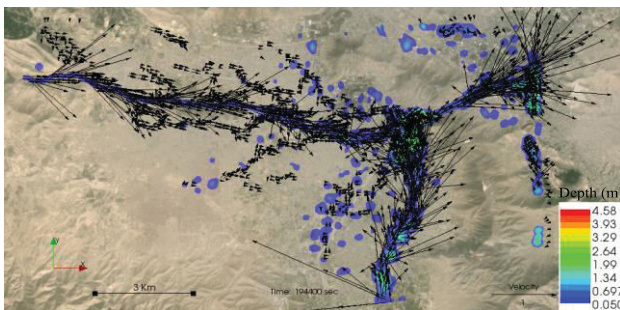 Depth (m)
4.58
3.93
3.29
2.64
1.99
1.34
0.697
0.050
Y
X
3 Km
Time: 194400 sec
Velocity
1